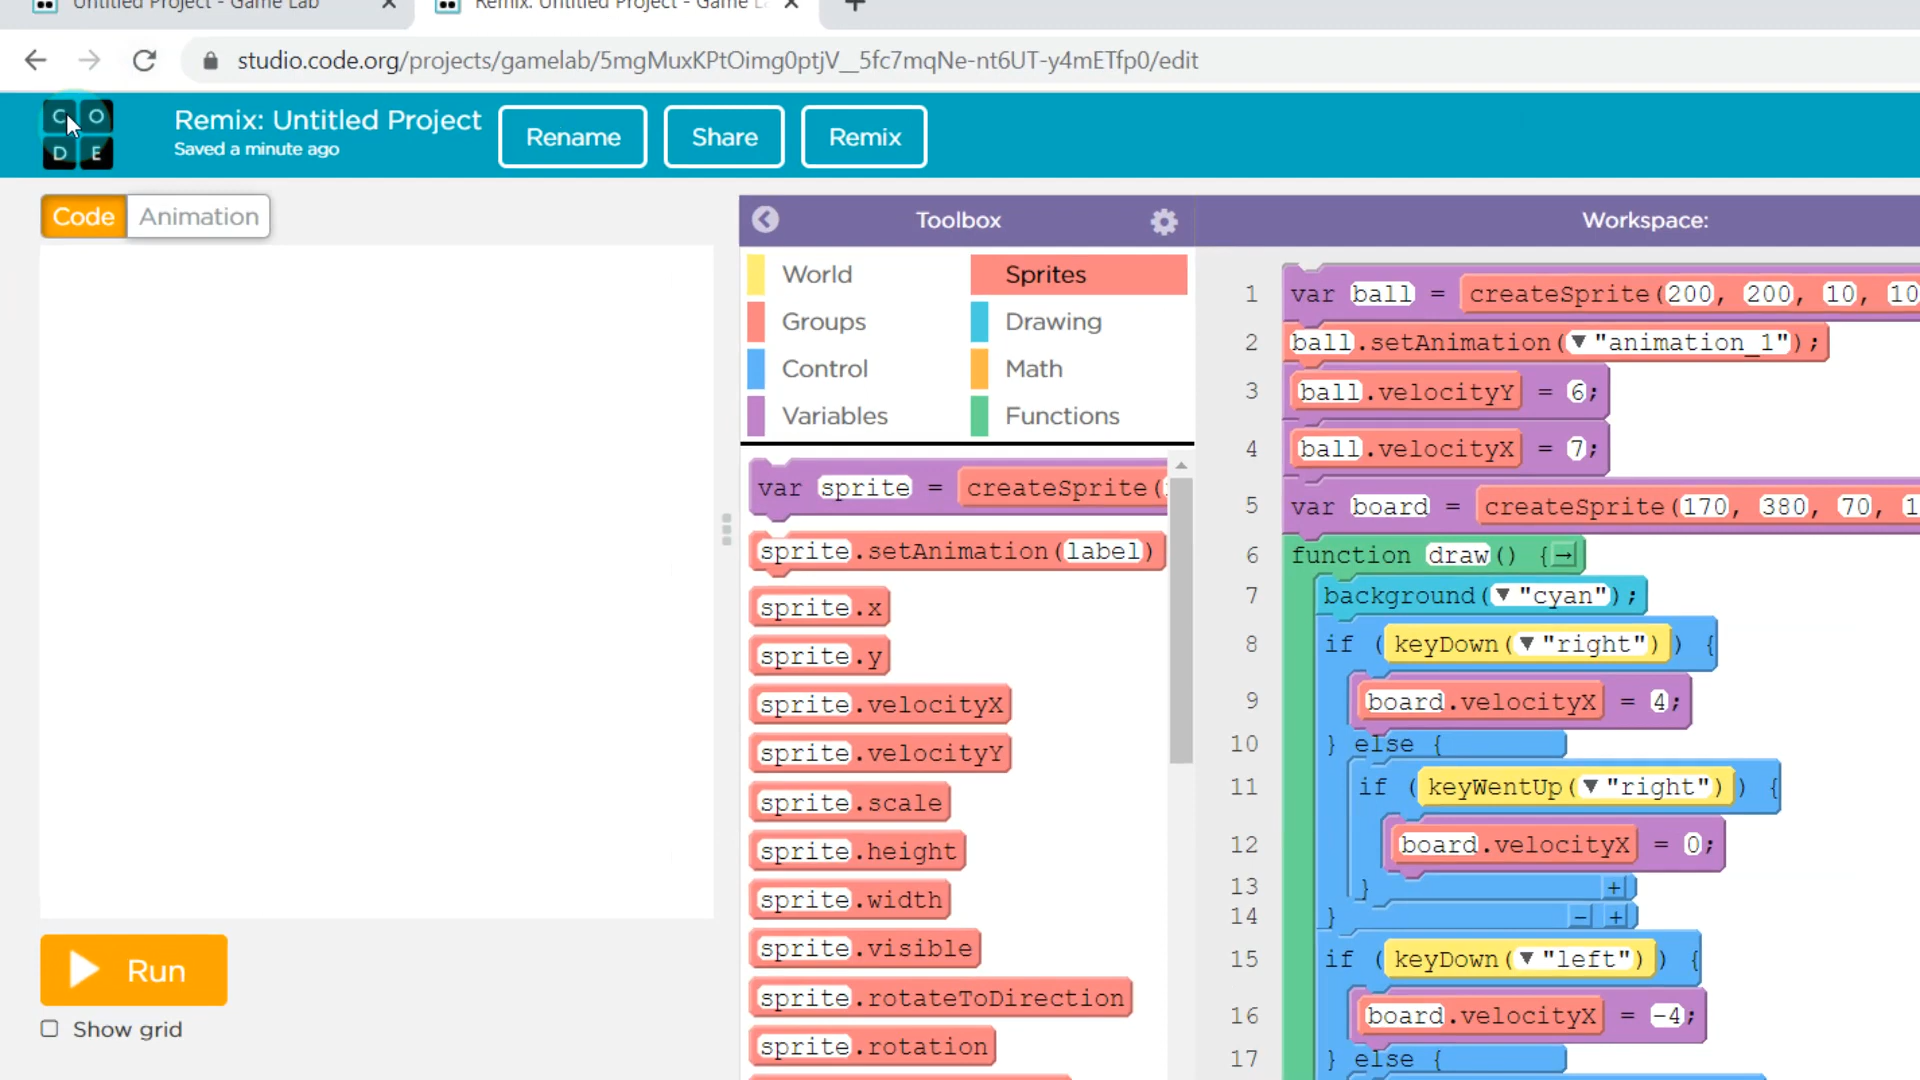 Untitled Project - Game Lab
Remix: Untitled Project - Game L
studio.code.org/projects/gamelab/5mgMuxKPtOimg0ptjV__5fc7mqNe-nt6UT-y4mETfp0/edit
C O
D E
Remix: Untitled Project
Saved a minute ago
Rename
Share
Remix
Code
Animation
Toolbox
Workspace:
World
Sprites
Groups
Drawing
Control
Math
Variables
Functions
var sprite = createSprite(
sprite.setAnimation(label)
sprite.x
sprite.y
sprite.velocityX
sprite.velocityY
sprite.scale
sprite.height
sprite.width
sprite.visible
sprite.rotateToDirection
sprite.rotation
1 var ball = createSprite(200, 200, 10, 10
2 ball.setAnimation(▼"animation_1");
3 ball.velocityY = 6;
4 ball.velocityX = 7;
5 var board = createSprite(170, 380, 70, 1
6 function draw() {→
7 background(▼"cyan");
8 if (keyDown(▼"right")) {
9 board.velocityX = 4;
10 } else {
11 if (keyWentUp(▼"right")) {
12 board.velocityX = 0;
13 } +
14 } - +
15 if (keyDown(▼"left")) {
16 board.velocityX = -4;
17 } else {
Run
Show grid